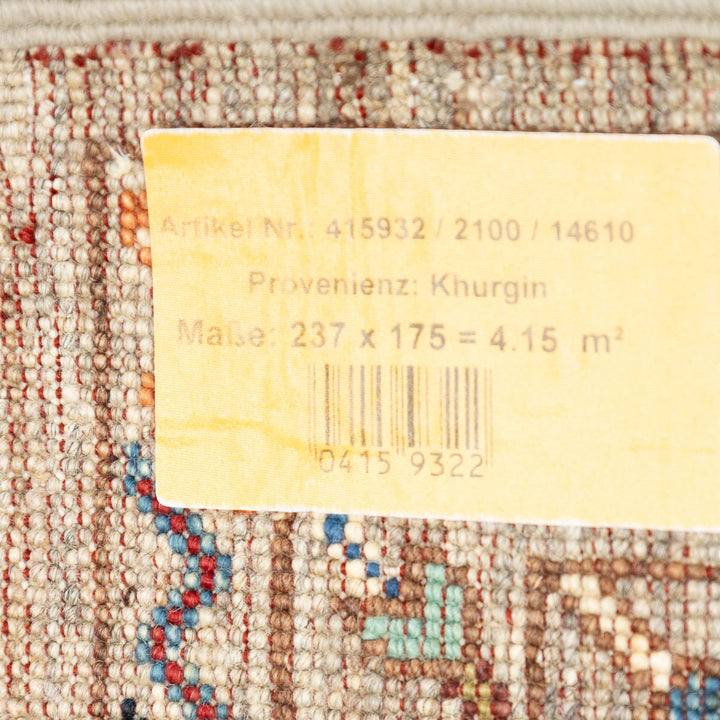 Artikel Nr.: 415932 / 2100 / 14610
Provenienz: Khurgin
Maße: 237 x 175 = 4.15 m²
0415 9322